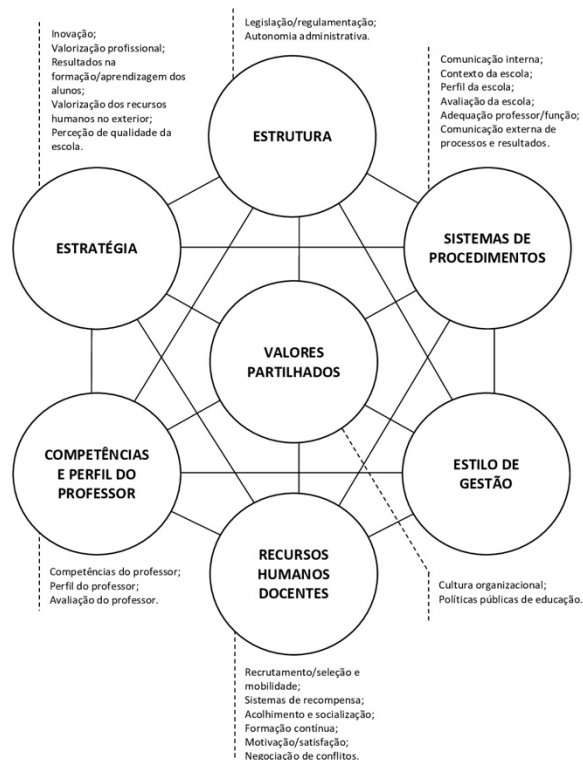 Inovação;
Valorização profissional;
Resultados na
formação/aprendizagem dos
alunos;
Valorização dos recursos
humanos no exterior;
Perceção de qualidade da
escola.
Legislação/regulamentação;
Autonomia administrativa.
Comunicação interna;
Contexto da escola;
Perfil da escola;
Avaliação da escola;
Adequação professor/função;
Comunicação externa de
processos e resultados.
ESTRUTURA
ESTRATÉGIA
SISTEMAS DE
PROCEDIMENTOS
VALORES
PARTILHADOS
COMPETÊNCIAS
E PERFIL DO
PROFESSOR
ESTILO DE
GESTÃO
RECURSOS
HUMANOS
DOCENTES
Competências do professor;
Perfil do professor;
Avaliação do professor.
Cultura organizacional;
Políticas públicas de educação.
Recrutamento/seleção e
mobilidade;
Sistemas de recompensa;
Acolhimento e socialização;
Formação contínua;
Motivação/satisfação;
Negociação de conflitos.